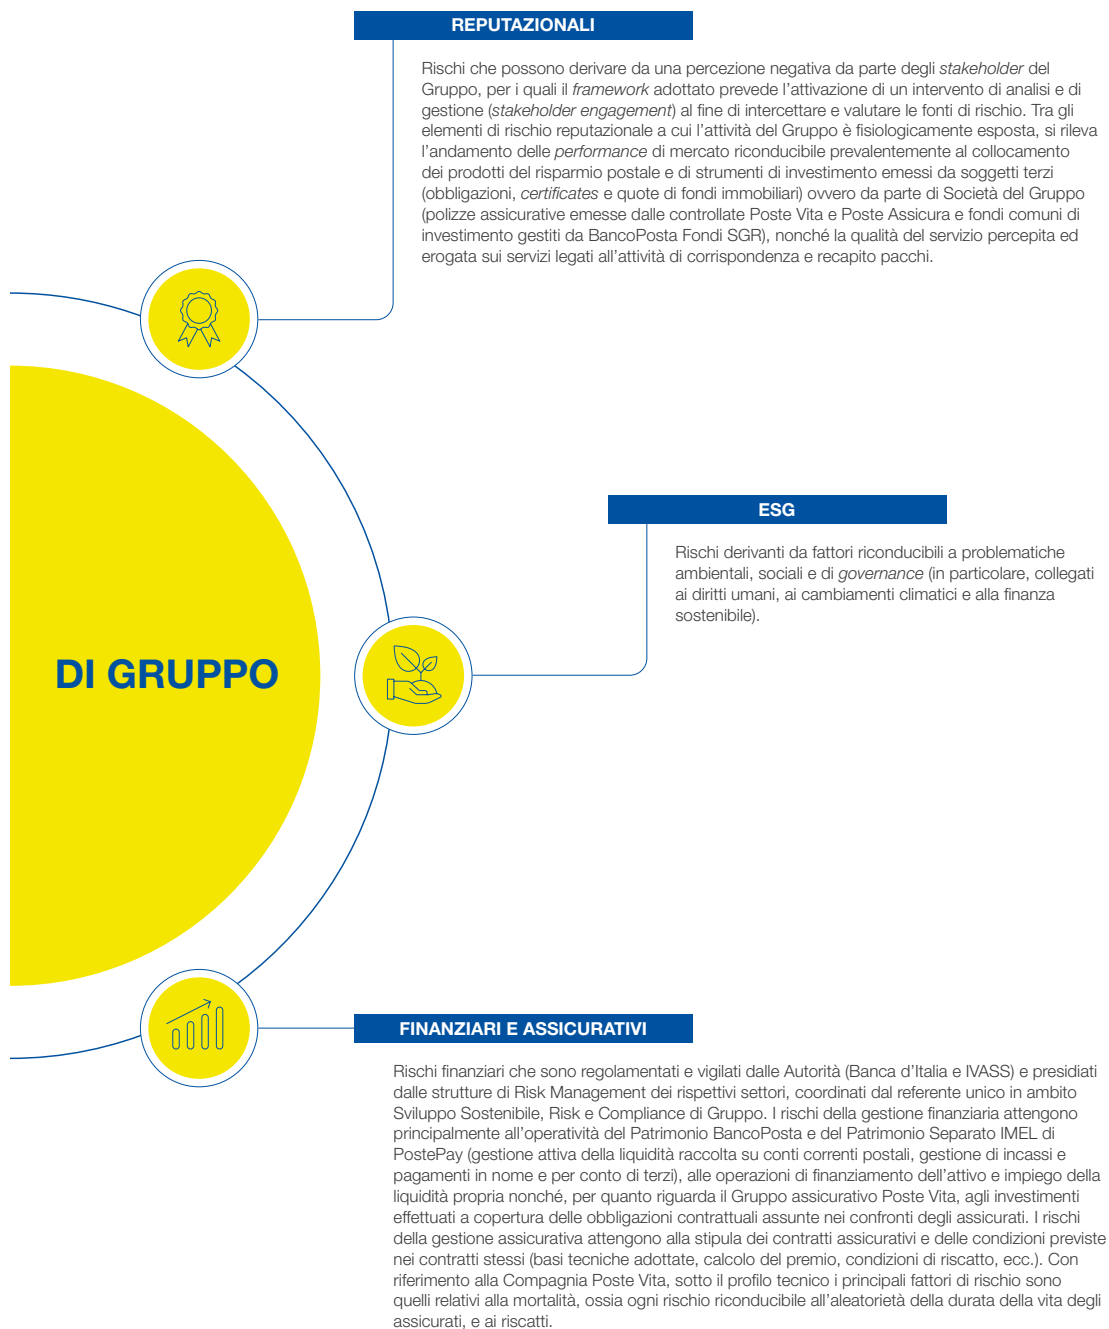 REPUTAZIONALI
Rischi che possono derivare da una percezione negativa da parte degli stakeholder del
Gruppo, per i quali il framework adottato prevede l'attivazione di un intervento di analisi e di
gestione (stakeholder engagement) al fine di intercettare e valutare le fonti di rischio. Tra gli
elementi di rischio reputazionale a cui l'attività del Gruppo è fisiologicamente esposta, si rileva
l'andamento delle performance di mercato riconducibile prevalentemente al collocamento
dei prodotti del risparmio postale e di strumenti di investimento emessi da soggetti terzi
(obbligazioni, certificates e quote di fondi immobiliari) ovvero da parte di Società del Gruppo
(polizze assicurative emesse dalle controllate Poste Vita e Poste Assicura e fondi comuni di
investimento gestiti da BancoPosta Fondi SGR), nonché la qualità del servizio percepita ed
erogata sui servizi legati all'attività di corrispondenza e recapito pacchi.
ESG
Rischi derivanti da fattori riconducibili a problematiche
ambientali, sociali e di governance (in particolare, collegati
ai diritti umani, ai cambiamenti climatici e alla finanza
sostenibile).
DI GRUPPO
FINANZIARI E ASSICURATIVI
Rischi finanziari che sono regolamentati e vigilati dalle Autorità (Banca d'Italia e IVASS) e presidiati
dalle strutture di Risk Management dei rispettivi settori, coordinati dal referente unico in ambito
Sviluppo Sostenibile, Risk e Compliance di Gruppo. I rischi della gestione finanziaria attengono
principalmente all'operatività del Patrimonio BancoPosta e del Patrimonio Separato IMEL di
PostePay (gestione attiva della liquidità raccolta su conti correnti postali, gestione di incassi e
pagamenti in nome e per conto di terzi), alle operazioni di finanziamento dell'attivo e impiego della
liquidità propria nonché, per quanto riguarda il Gruppo assicurativo Poste Vita, agli investimenti
effettuati a copertura delle obbligazioni contrattuali assunte nei confronti degli assicurati. I rischi
della gestione assicurativa attengono alla stipula dei contratti assicurativi e delle condizioni previste
nei contratti stessi (basi tecniche adottate, calcolo del premio, condizioni di riscatto, ecc.). Con
riferimento alla Compagnia Poste Vita, sotto il profilo tecnico i principali fattori di rischio sono
quelli relativi alla mortalità, ossia ogni rischio riconducibile all'aleatorietà della durata della vita degli
assicurati, e ai riscatti.